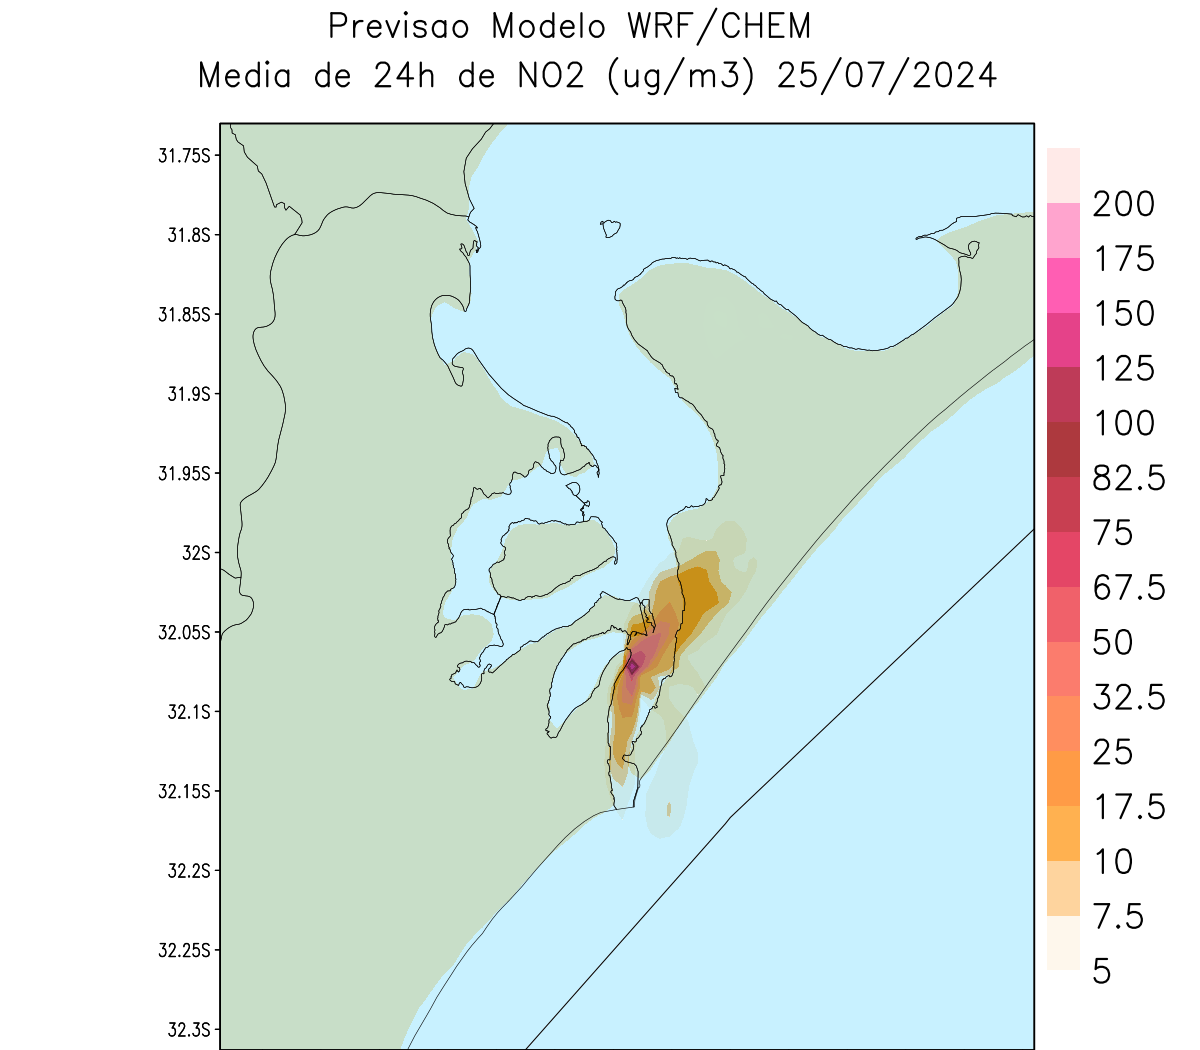 Previsao Modelo WRF/CHEM
Media de 24h de NO2 (ug/m3) 25/07/2024
31.75S
31.8S
31.85S
31.9S
31.95S
32S
32.05S
32.1S
32.15S
32.2S
32.25S
32.3S
200
175
150
125
100
82.5
75
67.5
50
32.5
25
17.5
10
7.5
5